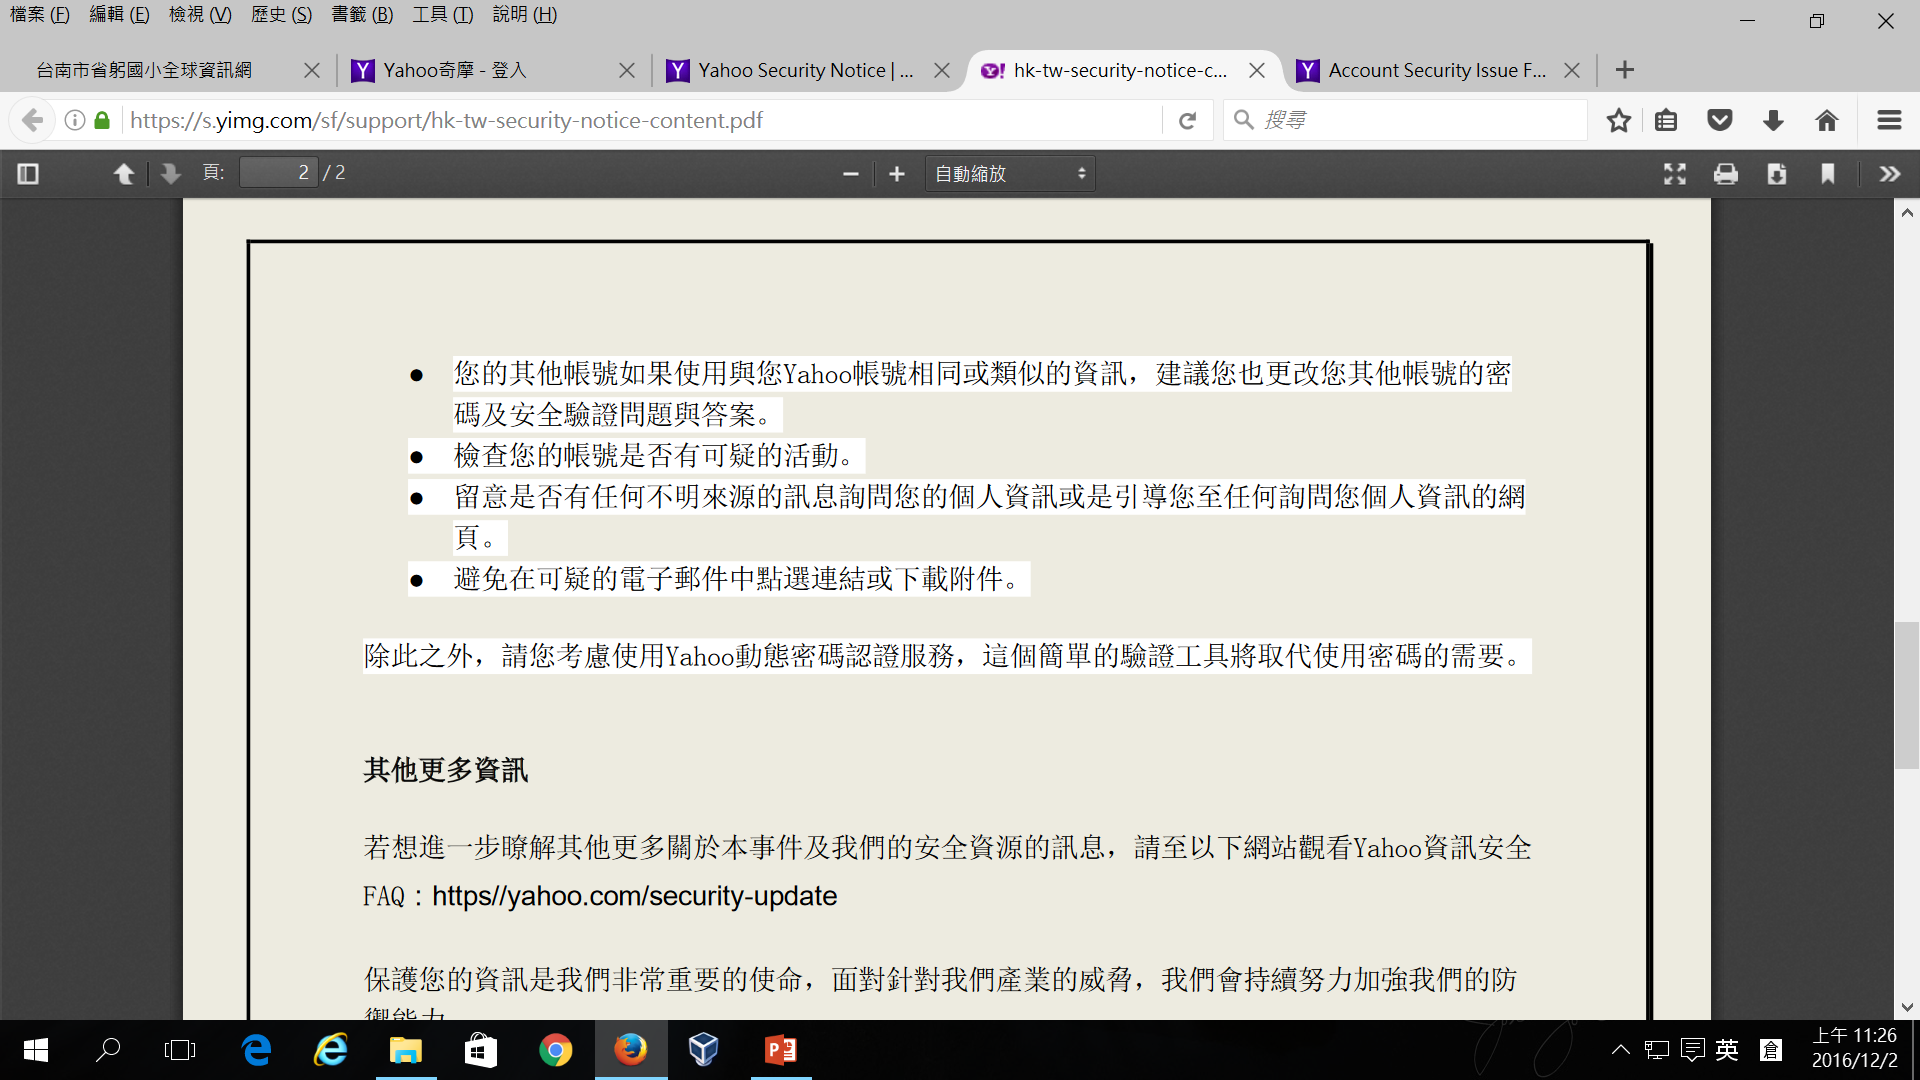 檔案 (F) 編輯 (E) 檢視 (V) 歷史 (S) 書籤 (B) 工具 (T) 說明 (H)
台南市省躬國小全球資訊網 Yahoo奇摩 - 登入 Yahoo Security Notice | ... hk-tw-security-notice-c... Account Security Issue F...
https://s.yimg.com/sf/support/hk-tw-security-notice-content.pdf 搜尋
頁: 2 / 2 自動縮放
● 您的其他帳號如果使用與您Yahoo帳號相同或類似的資訊，建議您也更改您其他帳號的密
碼及安全驗證問題與答案。
● 檢查您的帳號是否有可疑的活動。
● 留意是否有任何不明來源的訊息詢問您的個人資訊或是引導您至任何詢問您個人資訊的網
頁。
● 避免在可疑的電子郵件中點選連結或下載附件。
除此之外，請您考慮使用Yahoo動態密碼認證服務，這個簡單的驗證工具將取代使用密碼的需要。
其他更多資訊
若想進一步瞭解其他更多關於本事件及我們的安全資源的訊息，請至以下網站觀看Yahoo資訊安全
FAQ：https//yahoo.com/security-update
保護您的資訊是我們非常重要的使命，面對針對我們產業的威脅，我們會持續努力加強我們的防
禦能力
英 倉 上午 11:26
2016/12/2